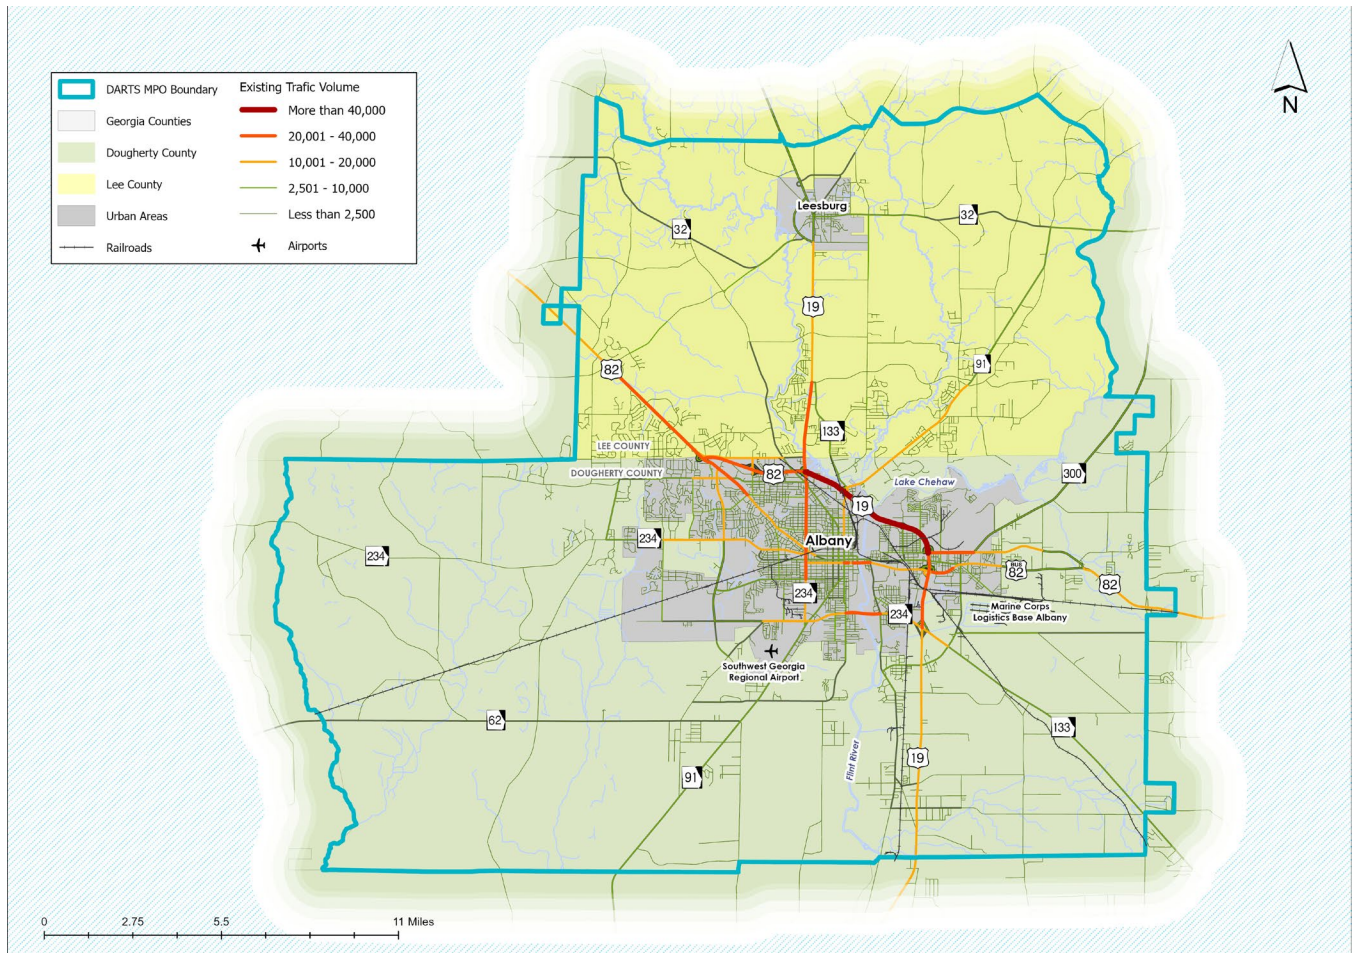 DARTS MPO Boundary
Georgia Counties
Dougherty County
Lee County
Urban Areas
Railroads
Existing Trafic Volume
More than 40,000
20,001 - 40,000
10,001 - 20,000
2,501 - 10,000
Less than 2,500
Airports
N
Leesburg
32
32
19
82
91
133
LEE COUNTY
DOUGHERTY COUNTY
82
Lake Chehaw
300
19
234
234
Albany
BUS
82
82
234
234
Marine Corps
Logistics Base Albany
Southwest Georgia
Regional Airport
62
133
Flint River
19
91
0 2.75 5.5 11 Miles